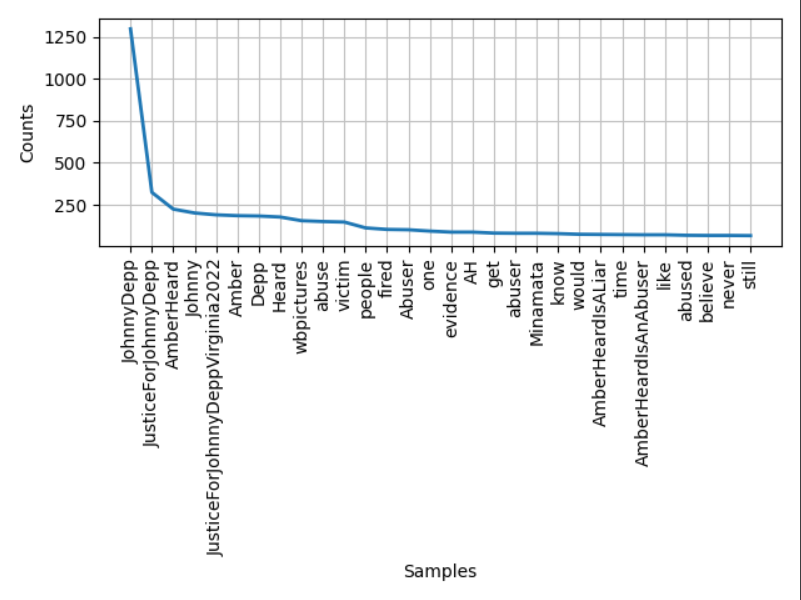 1250
1000
750
500
250
Counts
JohnnyDepp
JusticeForJohnnyDepp
AmberHeard
Johnny
JusticeForJohnnyDeppVirginia2022
Amber
Depp
Heard
wbpictures
abuse
victim
people
fired
Abuser
one
evidence
AH
get
abuser
Minamata
know
would
AmberHeardIsALiar
time
AmberHeardIsAnAbuser
like
abused
believe
never
still
Samples